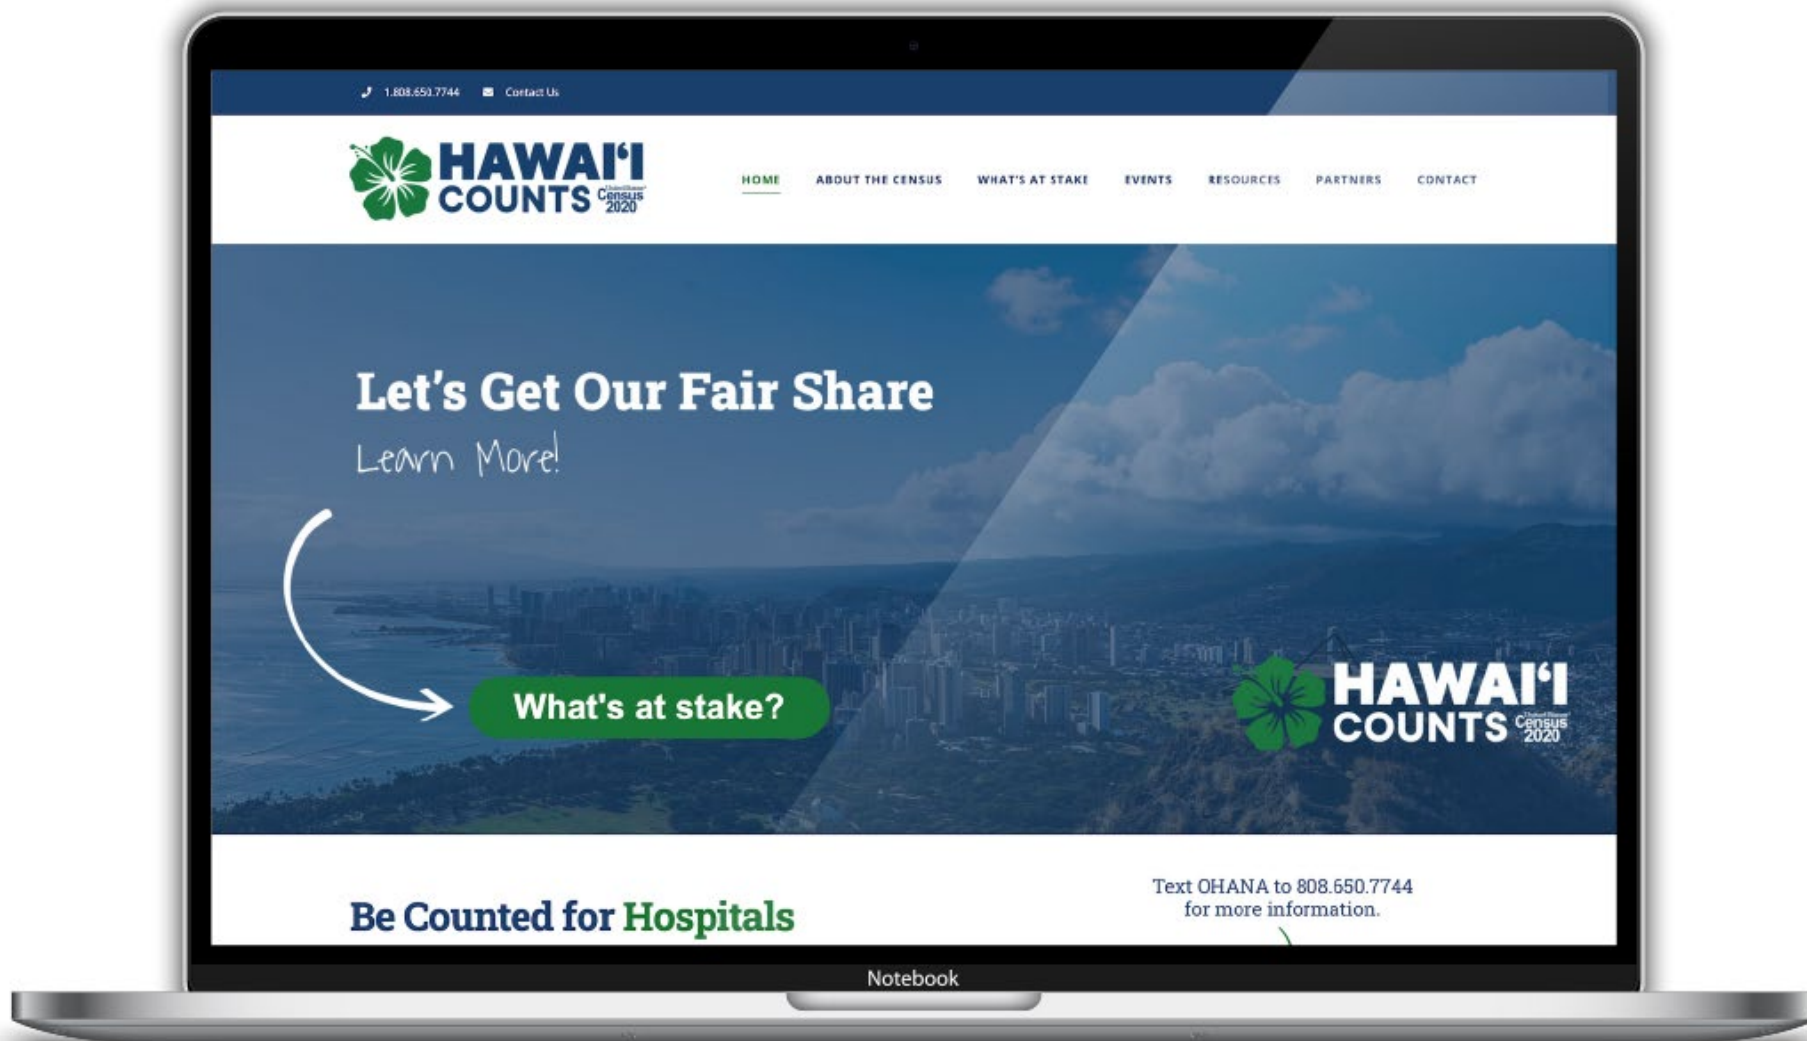 1.808.650.7744 Contact Us
HAWAIʻI
COUNTS Census
2020
HOME ABOUT THE CENSUS WHAT'S AT STAKE EVENTS RESOURCES PARTNERS CONTACT
Let's Get Our Fair Share
Learn More!
What's at stake?
HAWAIʻI
COUNTS Census
2020
Be Counted for Hospitals
Text OHANA to 808.650.7744
for more information.
Notebook